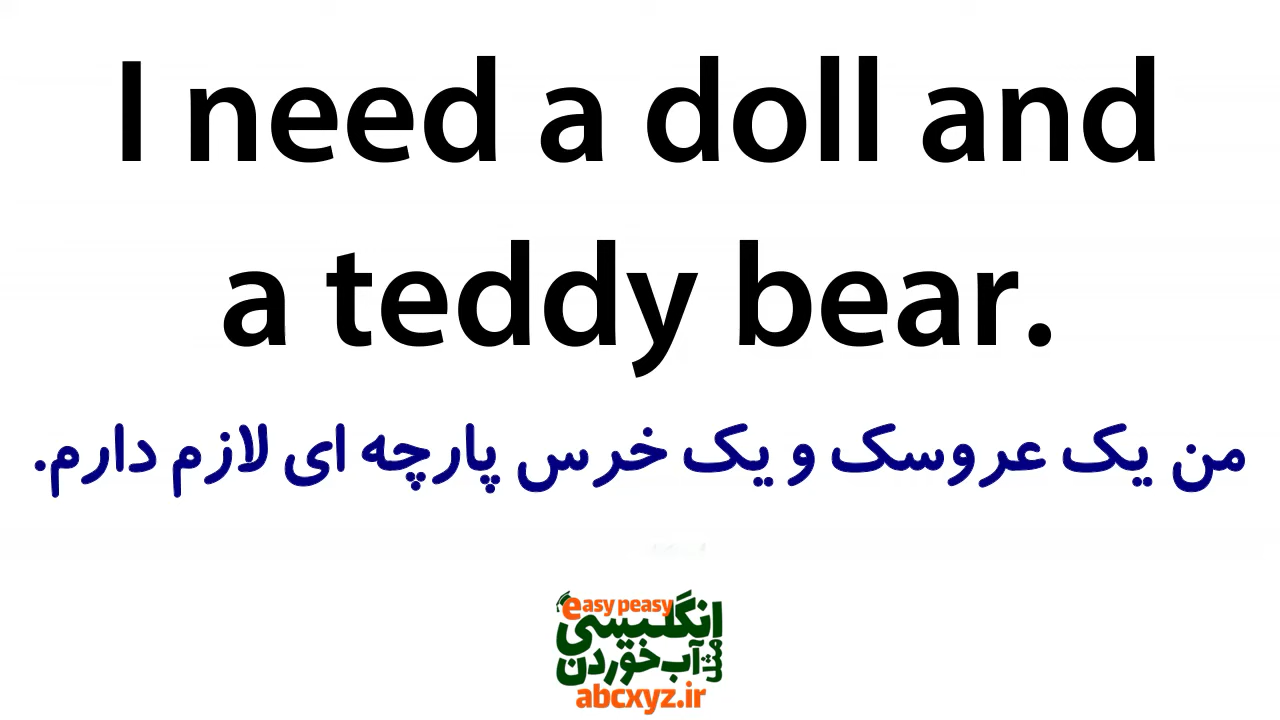 I need a doll and
a teddy bear.
من یک عروسک و یک خرس پارچه ای لازم دارم.
easy peasy
انگلیسی
مثل آب خوردن
abcxyz.ir